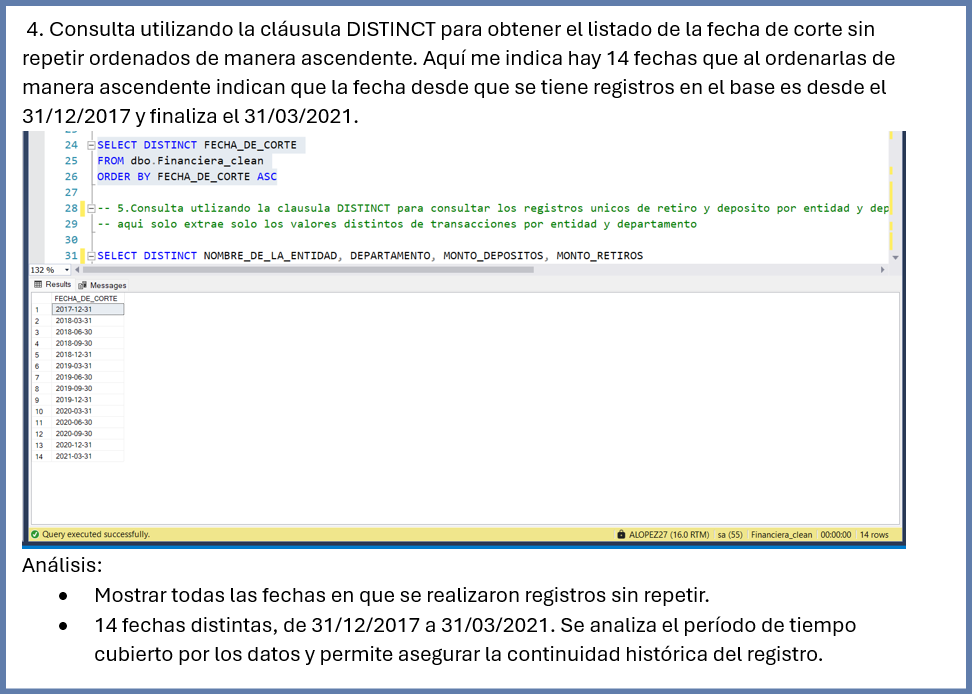 4. Consulta utilizando la cláusula DISTINCT para obtener el listado de la fecha de corte sin
repetir ordenados de manera ascendente. Aquí me indica hay 14 fechas que al ordenarlas de
manera ascendente indican que la fecha desde que se tiene registros en el base es desde el
31/12/2017 y finaliza el 31/03/2021.
24 SELECT DISTINCT FECHA_DE_CORTE
25 FROM dbo.Financiera_clean
26 ORDER BY FECHA_DE_CORTE ASC
27
28 -- 5.Consulta utlizando la clausula DISTINCT para consultar los registros unicos de retiro y deposito por entidad y dep
29 -- aqui solo extrae solo los valores distintos de transacciones por entidad y departamento
30
31 SELECT DISTINCT NOMBRE_DE_LA_ENTIDAD, DEPARTAMENTO, MONTO_DEPOSITOS, MONTO_RETIROS
132 %
Results Messages
FECHA_DE_CORTE
1 2017-12-31
2 2018-03-31
3 2018-06-30
4 2018-09-30
5 2018-12-31
6 2019-03-31
7 2019-06-30
8 2019-09-30
9 2019-12-31
10 2020-03-31
11 2020-06-30
12 2020-09-30
13 2020-12-31
14 2021-03-31
Query executed successfully. ALOPEZ27 (16.0 RTM) sa (55) Financiera_clean 00:00:00 14 rows
Análisis:
• Mostrar todas las fechas en que se realizaron registros sin repetir.
• 14 fechas distintas, de 31/12/2017 a 31/03/2021. Se analiza el período de tiempo
cubierto por los datos y permite asegurar la continuidad histórica del registro.